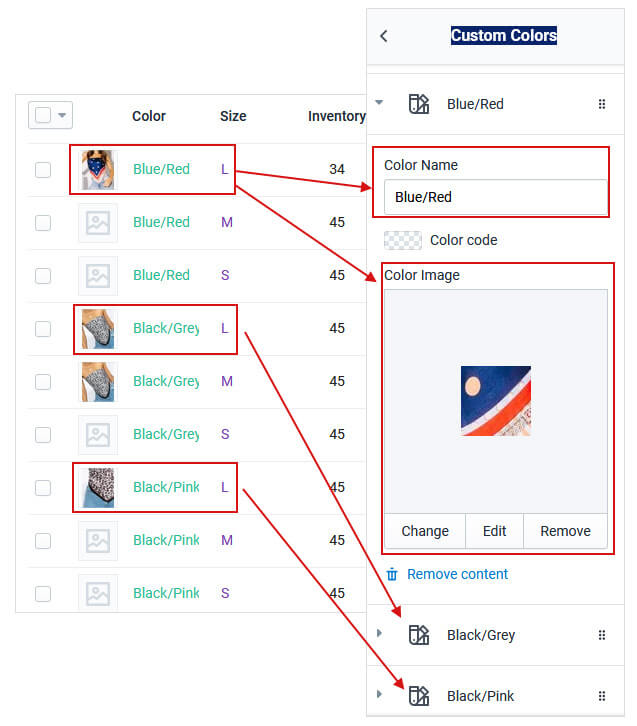 Custom Colors
Color Size Inventory
Blue/Red L 34
Blue/Red M 45
Blue/Red S 45
Black/Grey L 45
Black/Grey M 45
Black/Grey S 45
Black/Pink L 45
Black/Pink M 45
Black/Pink S 45
Blue/Red
Color Name
Blue/Red
Color code
Color Image
Change Edit Remove
Remove content
Black/Grey
Black/Pink